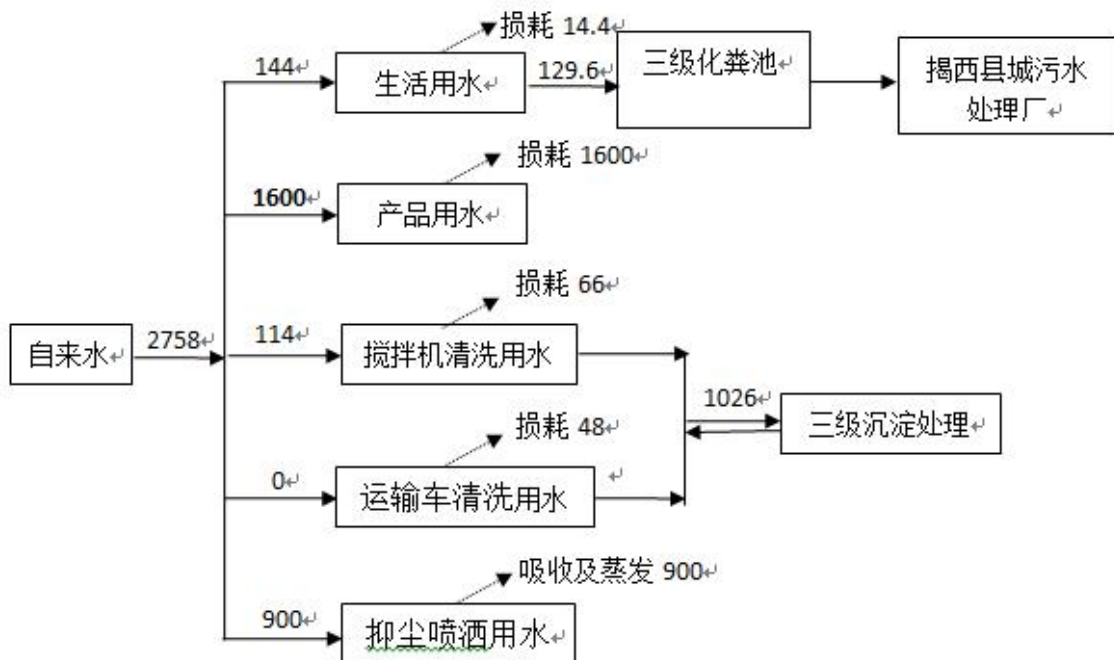 损耗 14.4↵
144↵
生活用水↵
129.6↵
三级化粪池↵
揭西县城污水
处理厂↵
损耗 1600↵
1600↵
产品用水↵
损耗 66↵
自来水↵
2758↵
114↵
搅拌机清洗用水
1026↵
三级沉淀处理↵
损耗 48↵
0↵
运输车清洗用水
↵
吸收及蒸发 900↵
900↵
抑尘喷洒用水↵